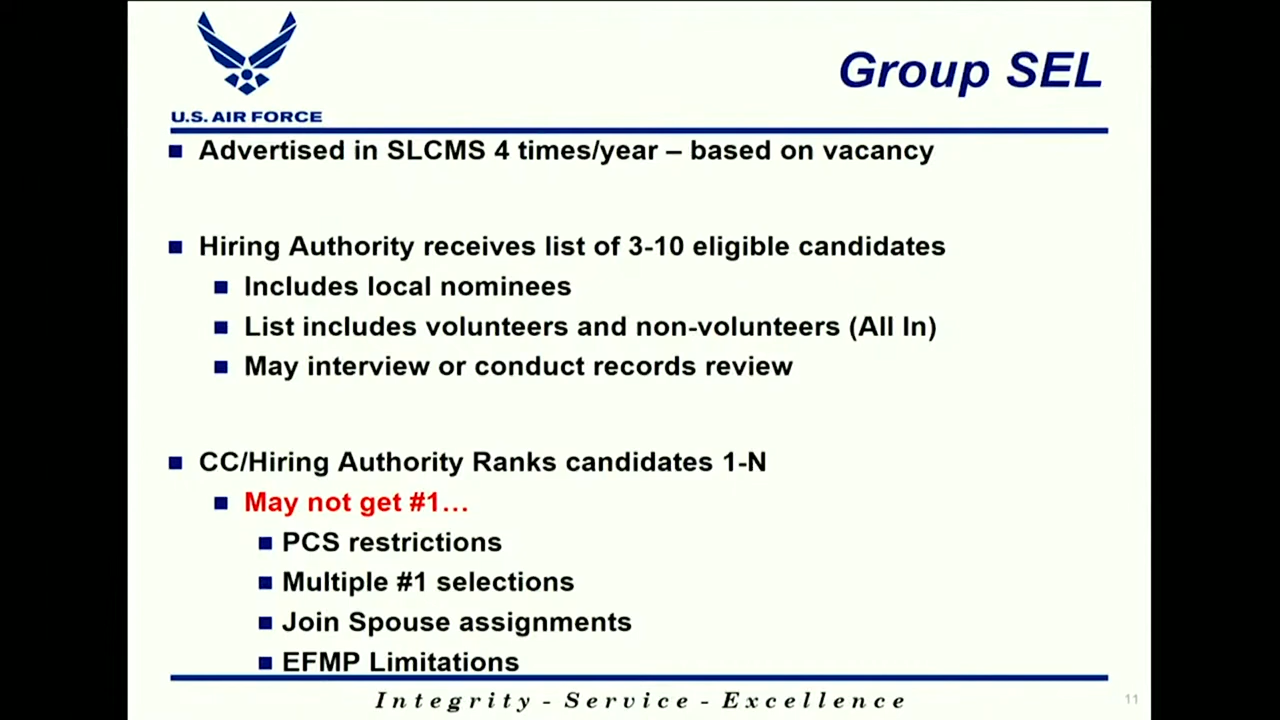 Group SEL
U.S. AIR FORCE
Advertised in SLCMS 4 times/year – based on vacancy
Hiring Authority receives list of 3-10 eligible candidates
Includes local nominees
List includes volunteers and non-volunteers (All In)
May interview or conduct records review
CC/Hiring Authority Ranks candidates 1-N
May not get #1…
PCS restrictions
Multiple #1 selections
Join Spouse assignments
EFMP Limitations
Integrity - Service - Excellence
11